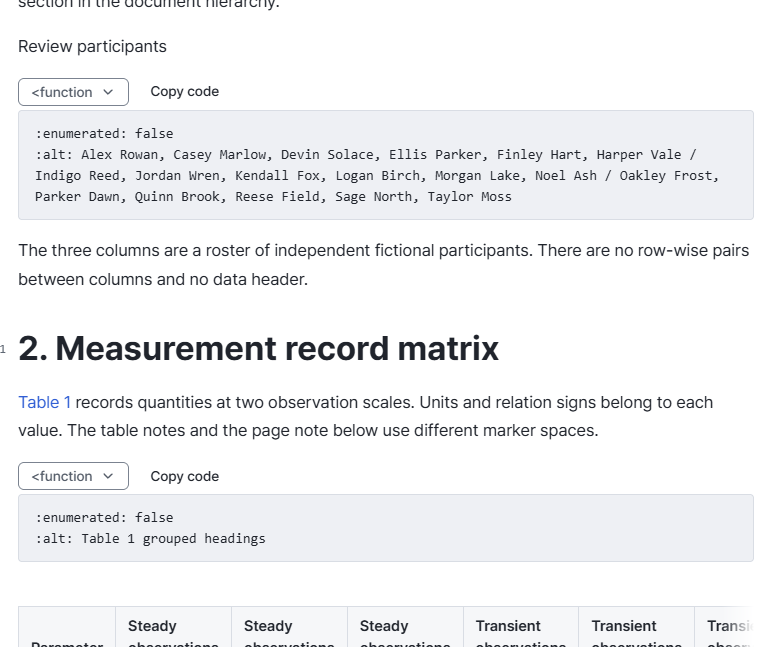 section in the document hierarchy.
Review participants
<function
Copy code
:enumerated: false
:alt: Alex Rowan, Casey Marlow, Devin Solace, Ellis Parker, Finley Hart, Harper Vale /
Indigo Reed, Jordan Wren, Kendall Fox, Logan Birch, Morgan Lake, Noel Ash / Oakley Frost,
Parker Dawn, Quinn Brook, Reese Field, Sage North, Taylor Moss
The three columns are a roster of independent fictional participants. There are no row-wise pairs
between columns and no data header.
1
2. Measurement record matrix
Table 1 records quantities at two observation scales. Units and relation signs belong to each
value. The table notes and the page note below use different marker spaces.
<function
Copy code
:enumerated: false
:alt: Table 1 grouped headings
Steady Steady Steady Transient Transient
Parameter observations observations observations observations observations